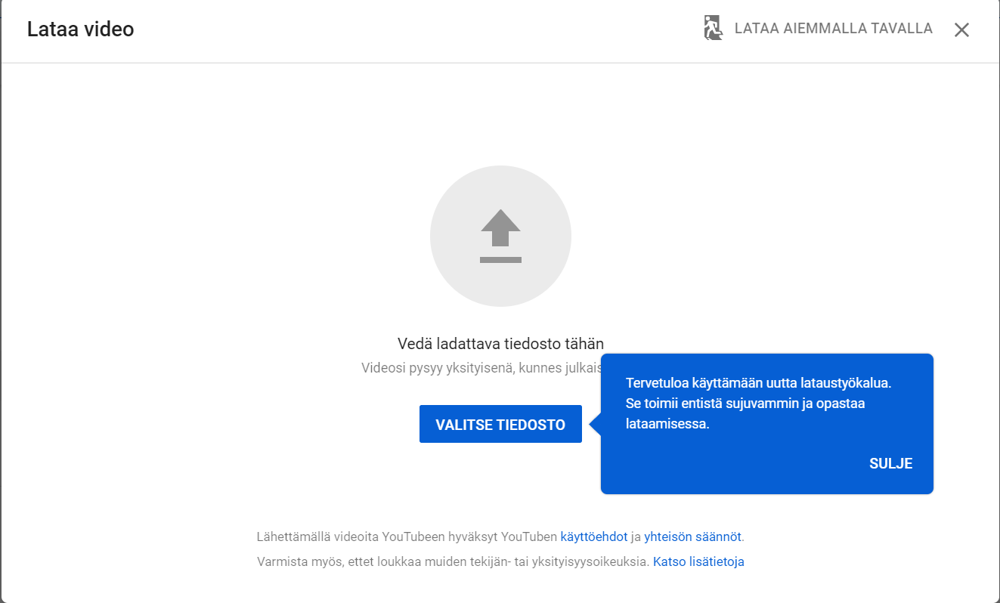 Lataa video
LATAA AIEMMALLA TAVALLA
Vedä ladattava tiedosto tähän
Videosi pysyy yksityisenä, kunnes julkais
VALITSE TIEDOSTO
Tervetuloa käyttämään uutta lataustyökalua.
Se toimii entistä sujuvammin ja opastaa
lataamisessa.
SULJE
Lähettämällä videoita YouTubeen hyväksyt YouTuben käyttöehdot ja yhteisön säännöt.
Varmista myös, ettet loukkaa muiden tekijän- tai yksityisyysoikeuksia. Katso lisätietoja